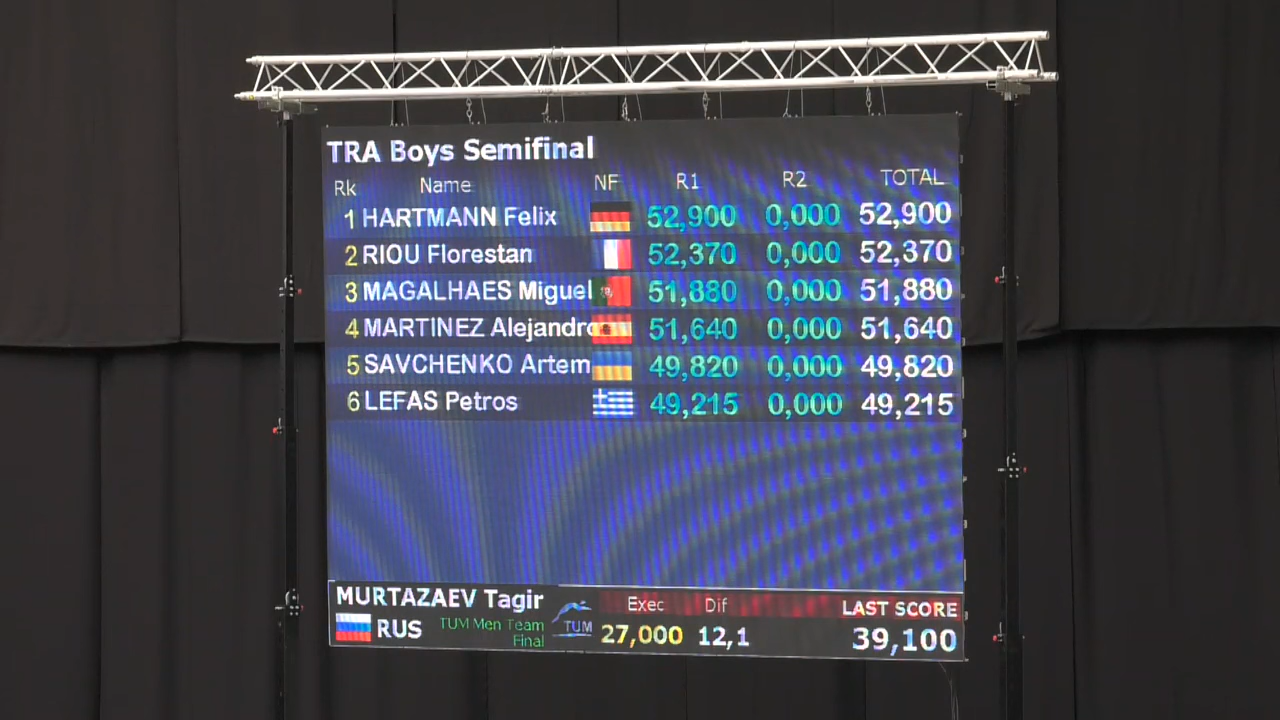 TRA Boys Semifinal
Rk Name NF R1 R2 TOTAL
1 HARTMANN Felix 52,900 0,000 52,900
2 RIOU Florestan 52,370 0,000 52,370
3 MAGALHAES Miguel 51,880 0,000 51,880
4 MARTINEZ Alejandro 51,640 0,000 51,640
5 SAVCHENKO Artem 49,820 0,000 49,820
6 LEFAS Petros 49,215 0,000 49,215
MURTAZAEV Tagir Exec Dif LAST SCORE
RUS TUM Men Team Final TUM 27,000 12,1 39,100